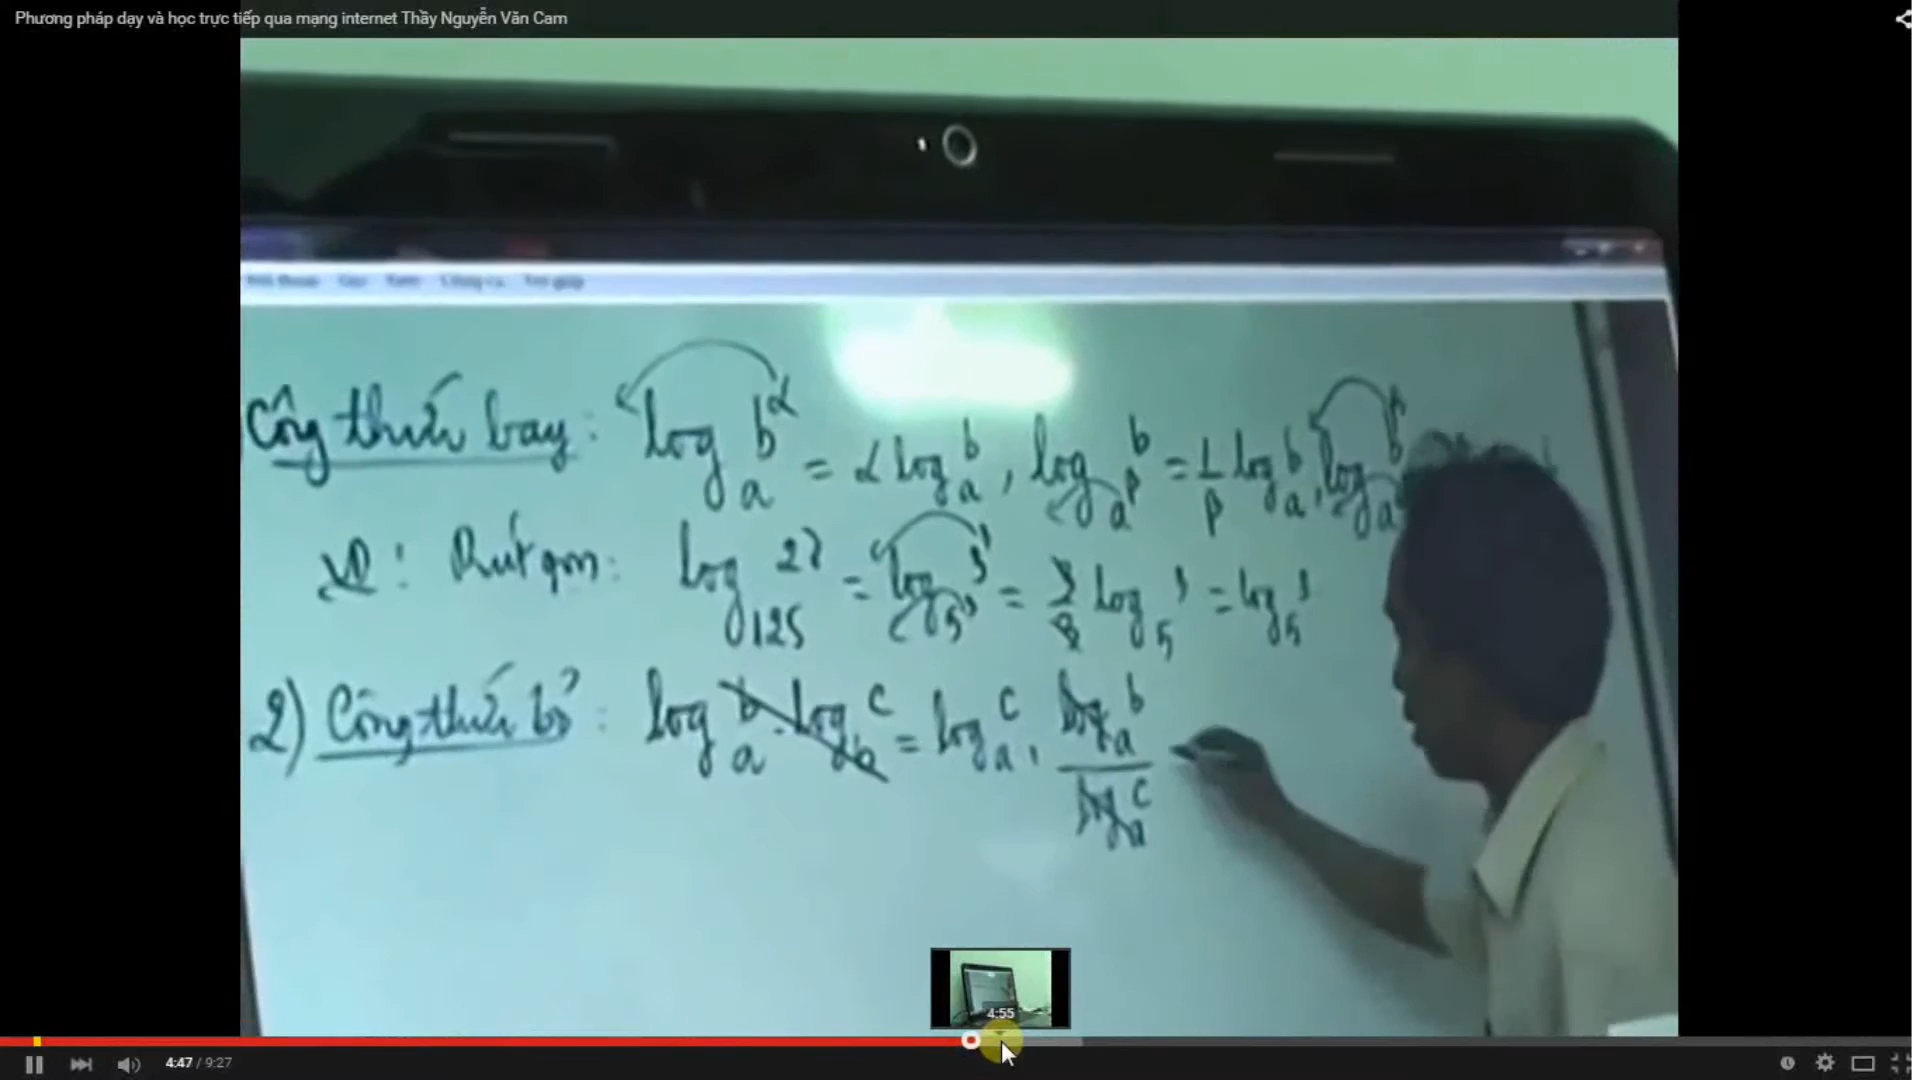 Phương pháp dạy và học trực tiếp qua mạng internet Thầy Nguyễn Văn Cam
Công thức bay: log_a b^α = α log_a b, log_{a^β} b = 1/β log_a b, log
VD: Rút gọn: log_125 27 = log_{5^3} 3^3 = 3/3 log_5 3 = log_5 3
2) Công thức bỏ: log_a b . log_b c = log_a c, log_a b / log_a c
4:55
4:47 / 9:27